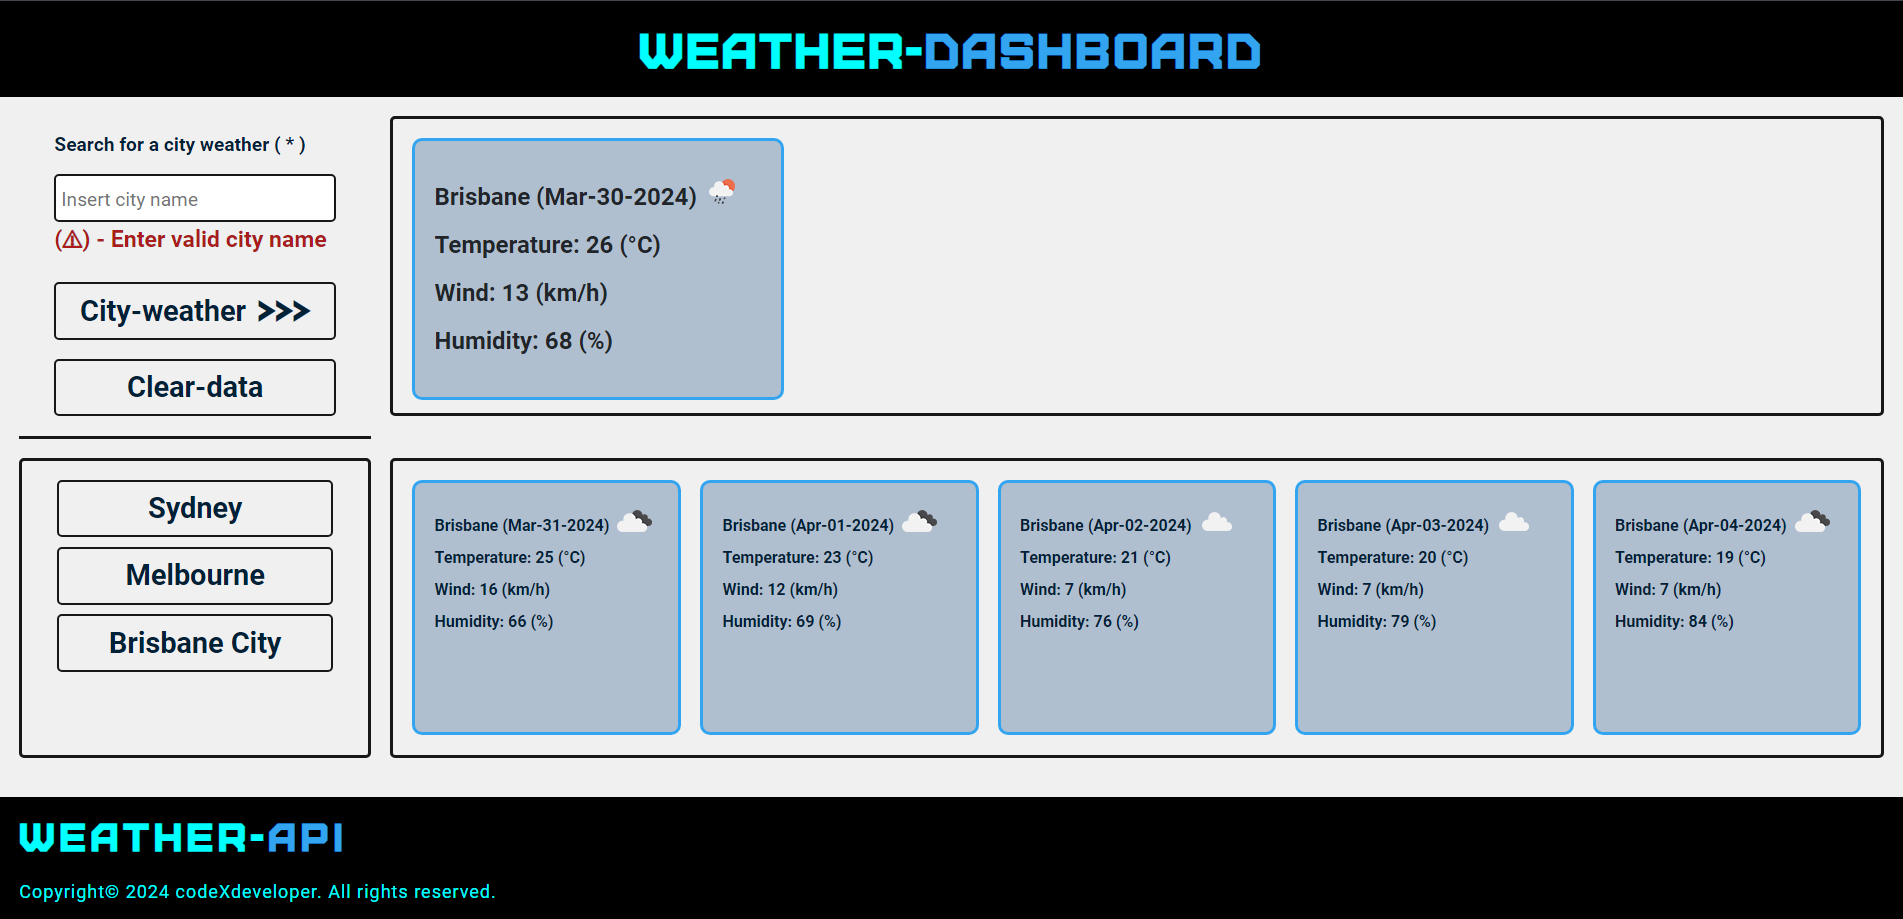 WEATHER-DASHBOARD
Search for a city weather ( * )
Insert city name
(⚠) - Enter valid city name
City-weather >>>
Clear-data
Sydney
Melbourne
Brisbane City
Brisbane (Mar-30-2024)
Temperature: 26 (°C)
Wind: 13 (km/h)
Humidity: 68 (%)
Brisbane (Mar-31-2024)
Temperature: 25 (°C)
Wind: 16 (km/h)
Humidity: 66 (%)
Brisbane (Apr-01-2024)
Temperature: 23 (°C)
Wind: 12 (km/h)
Humidity: 69 (%)
Brisbane (Apr-02-2024)
Temperature: 21 (°C)
Wind: 7 (km/h)
Humidity: 76 (%)
Brisbane (Apr-03-2024)
Temperature: 20 (°C)
Wind: 7 (km/h)
Humidity: 79 (%)
Brisbane (Apr-04-2024)
Temperature: 19 (°C)
Wind: 7 (km/h)
Humidity: 84 (%)
WEATHER-API
Copyright© 2024 codeXdeveloper. All rights reserved.